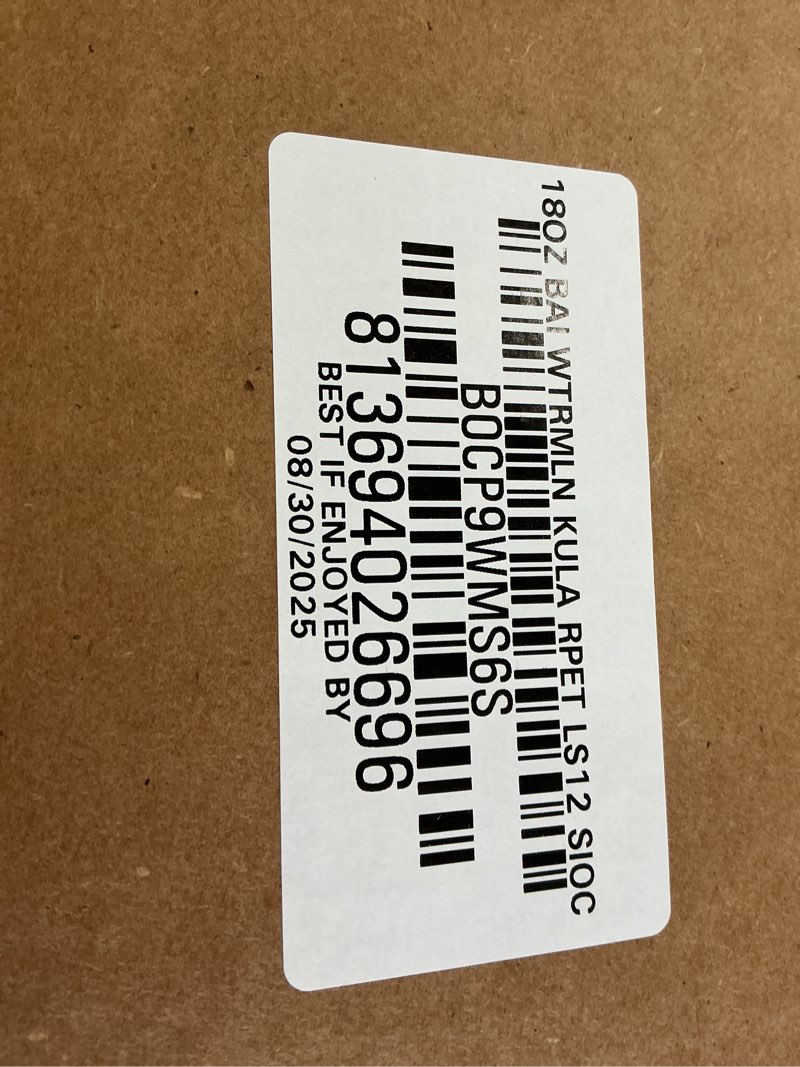 18OZ BAI WTRMLN KULA RPET LS12 SIOC
B0CP9WMS6S
813694026696
BEST IF ENJOYED BY
08/30/2025